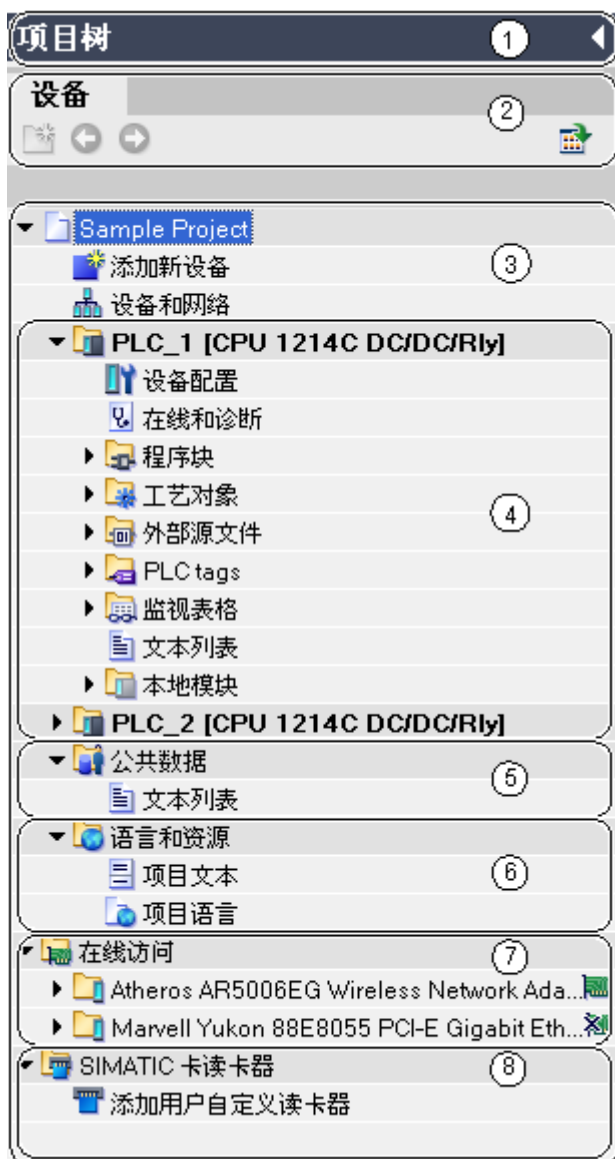 项目树 ①
设备
②
Sample Project
添加新设备 ③
设备和网络
PLC_1 [CPU 1214C DC/DC/Rly]
设备配置
在线和诊断
程序块
工艺对象 ④
外部源文件
PLC tags
监视表格
文本列表
本地模块
PLC_2 [CPU 1214C DC/DC/Rly]
公共数据 ⑤
文本列表
语言和资源
项目文本 ⑥
项目语言
在线访问 ⑦
Atheros AR5006EG Wireless Network Ada...
Marvell Yukon 88E8055 PCI-E Gigabit Eth...
SIMATIC 卡读卡器 ⑧
添加用户自定义读卡器